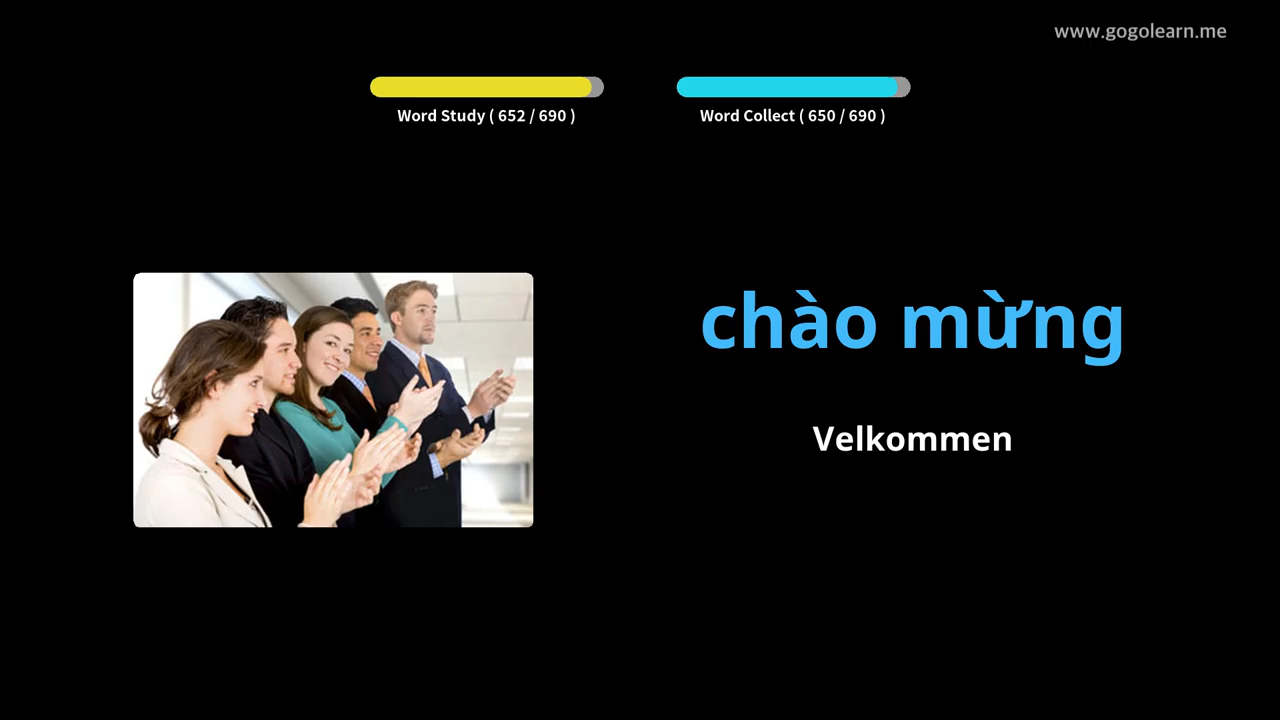 www.gogolearn.me
Word Study ( 652 / 690 )
Word Collect ( 650 / 690 )
chào mừng
Velkommen